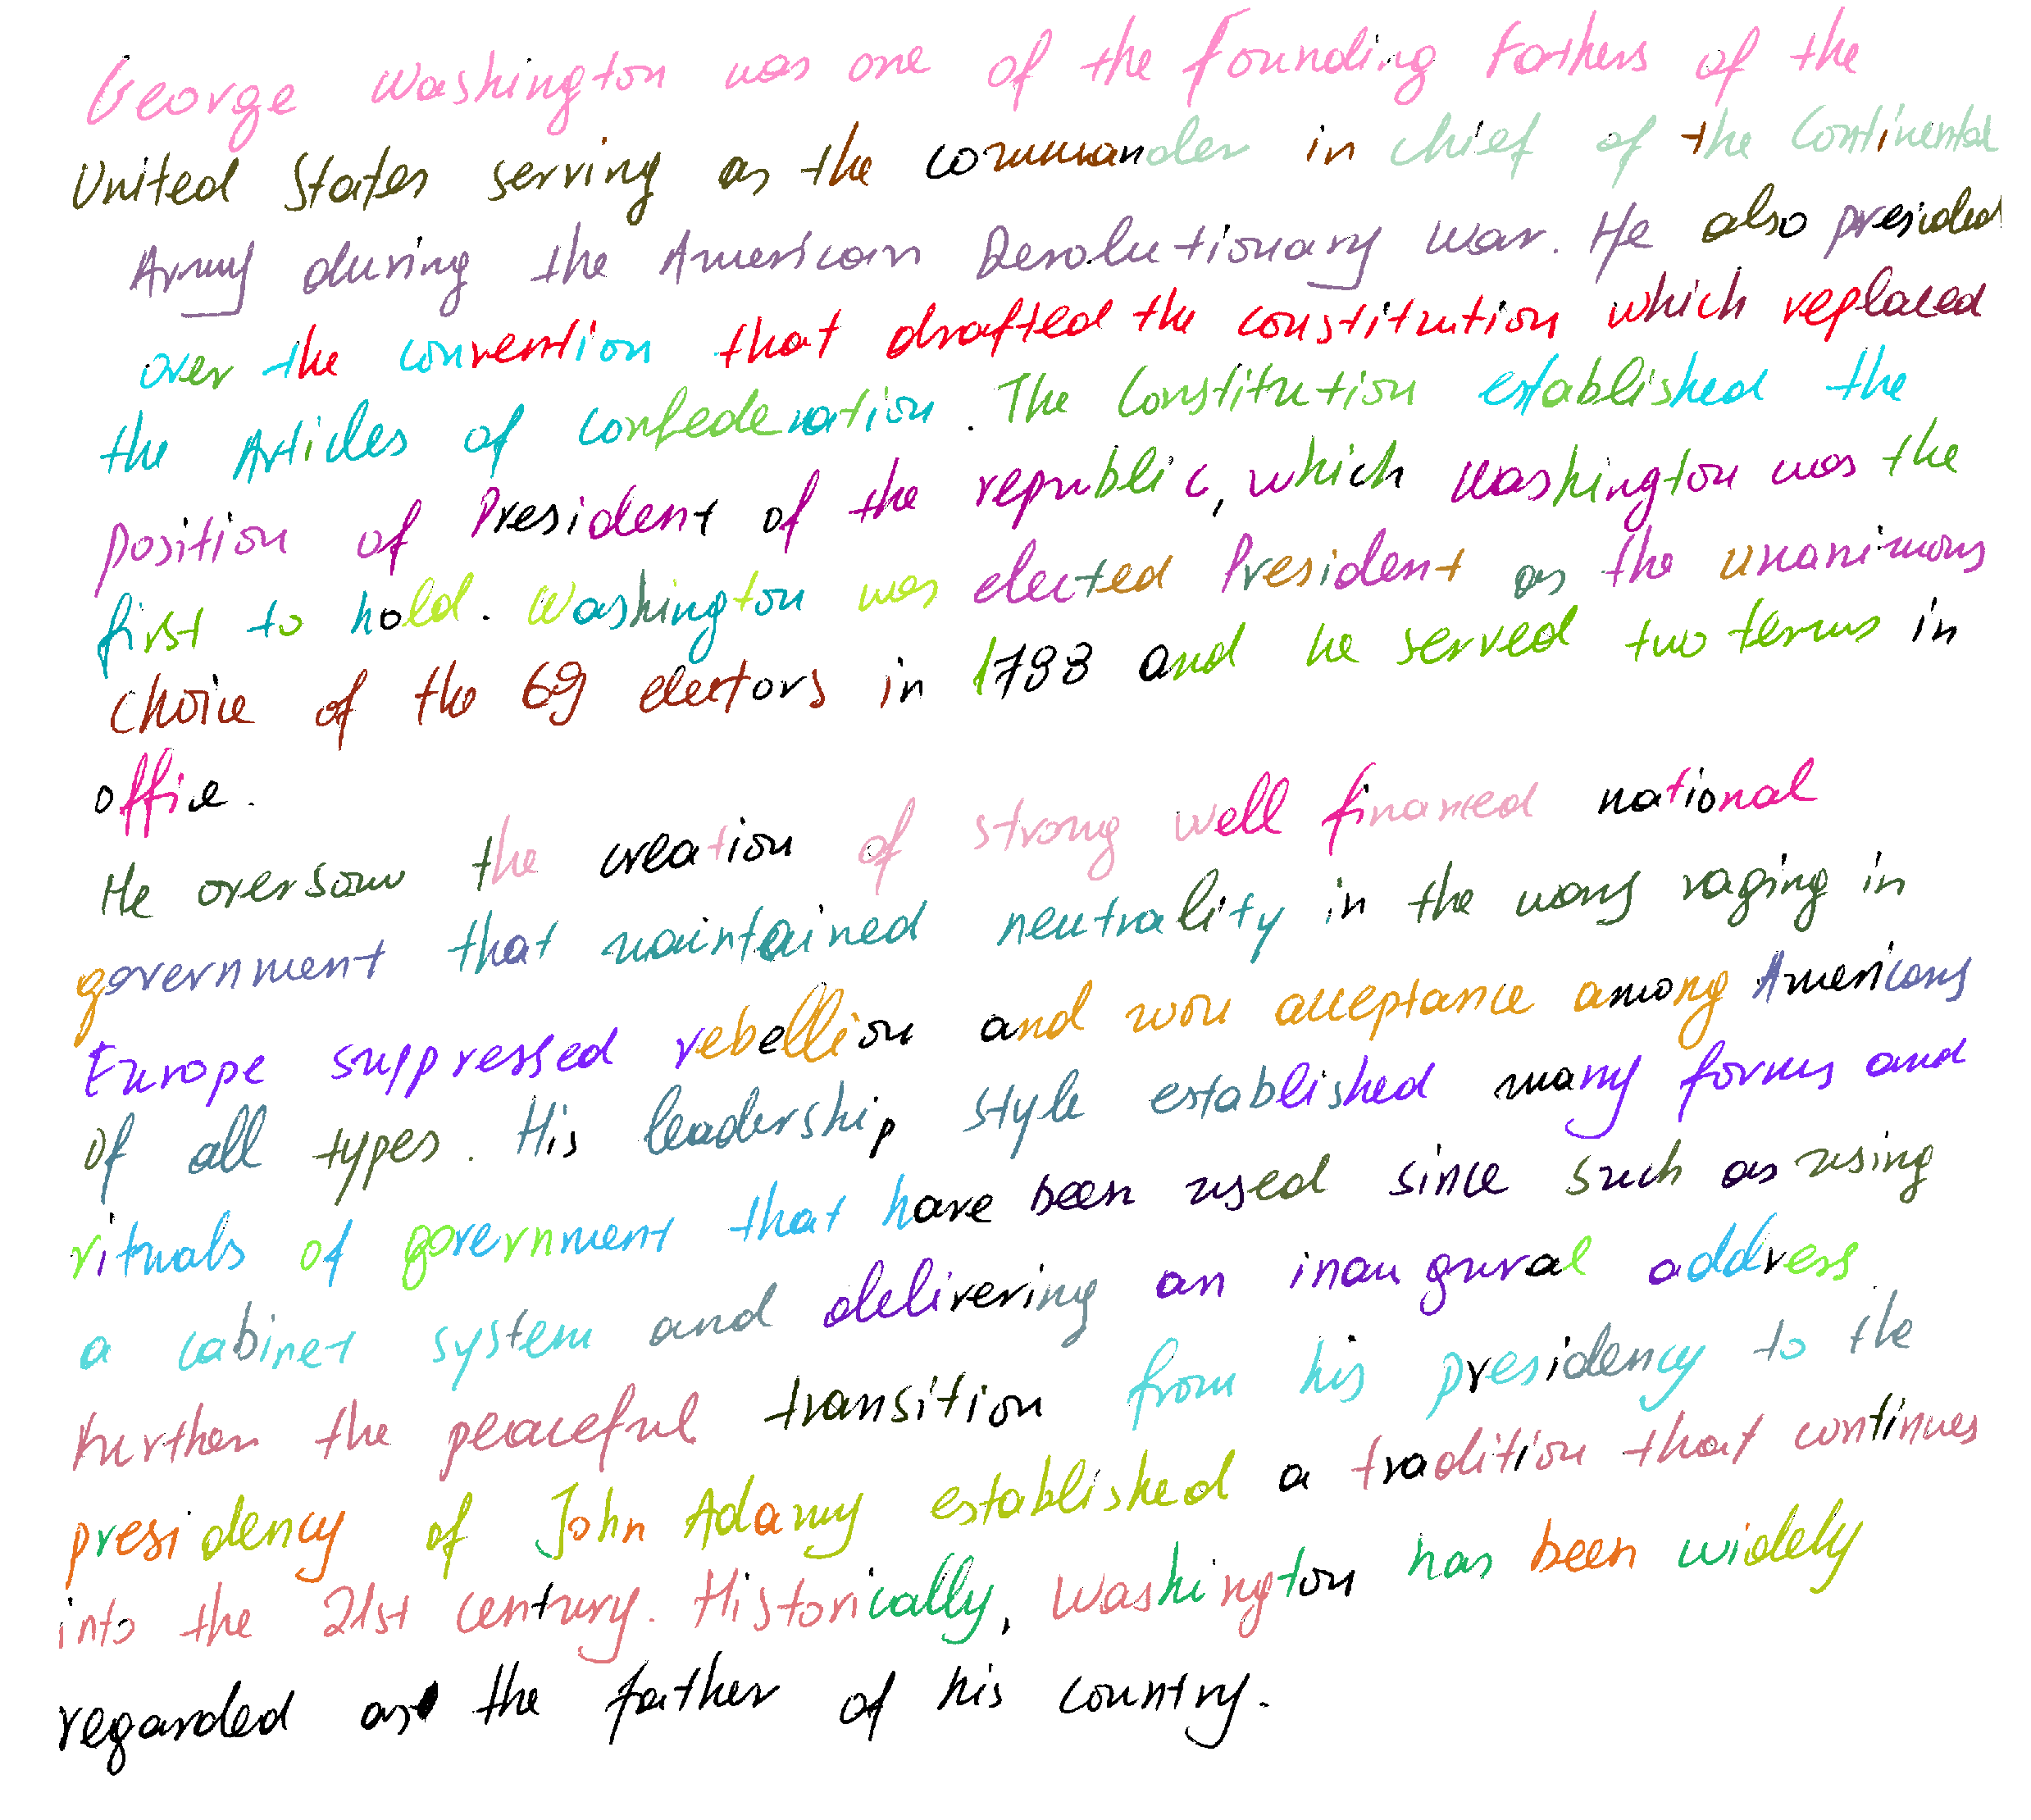 George Washington was one of the Founding Fathers of the
United States serving as the commander in chief of the Continental
Army during the American Revolutionary War. He also presided
over the convention that drafted the constitution which replaced
the Articles of Confederation. The Constitution established the
position of President of the republic, which Washington was the
first to hold. Washington was elected President as the unanimous
choice of the 69 electors in 1788 and he served two terms in
office.
He oversaw the creation of strong well financed national
government that maintained neutrality in the wars raging in
Europe suppressed rebellion and won acceptance among Americans
of all types. His leadership style established many forms and
rituals of government that have been used since such as using
a cabinet system and delivering an inaugural address.
Further the peaceful transition from his presidency to the
presidency of John Adams established a tradition that continues
into the 21st century. Historically, Washington has been widely
regarded as the father of his country.